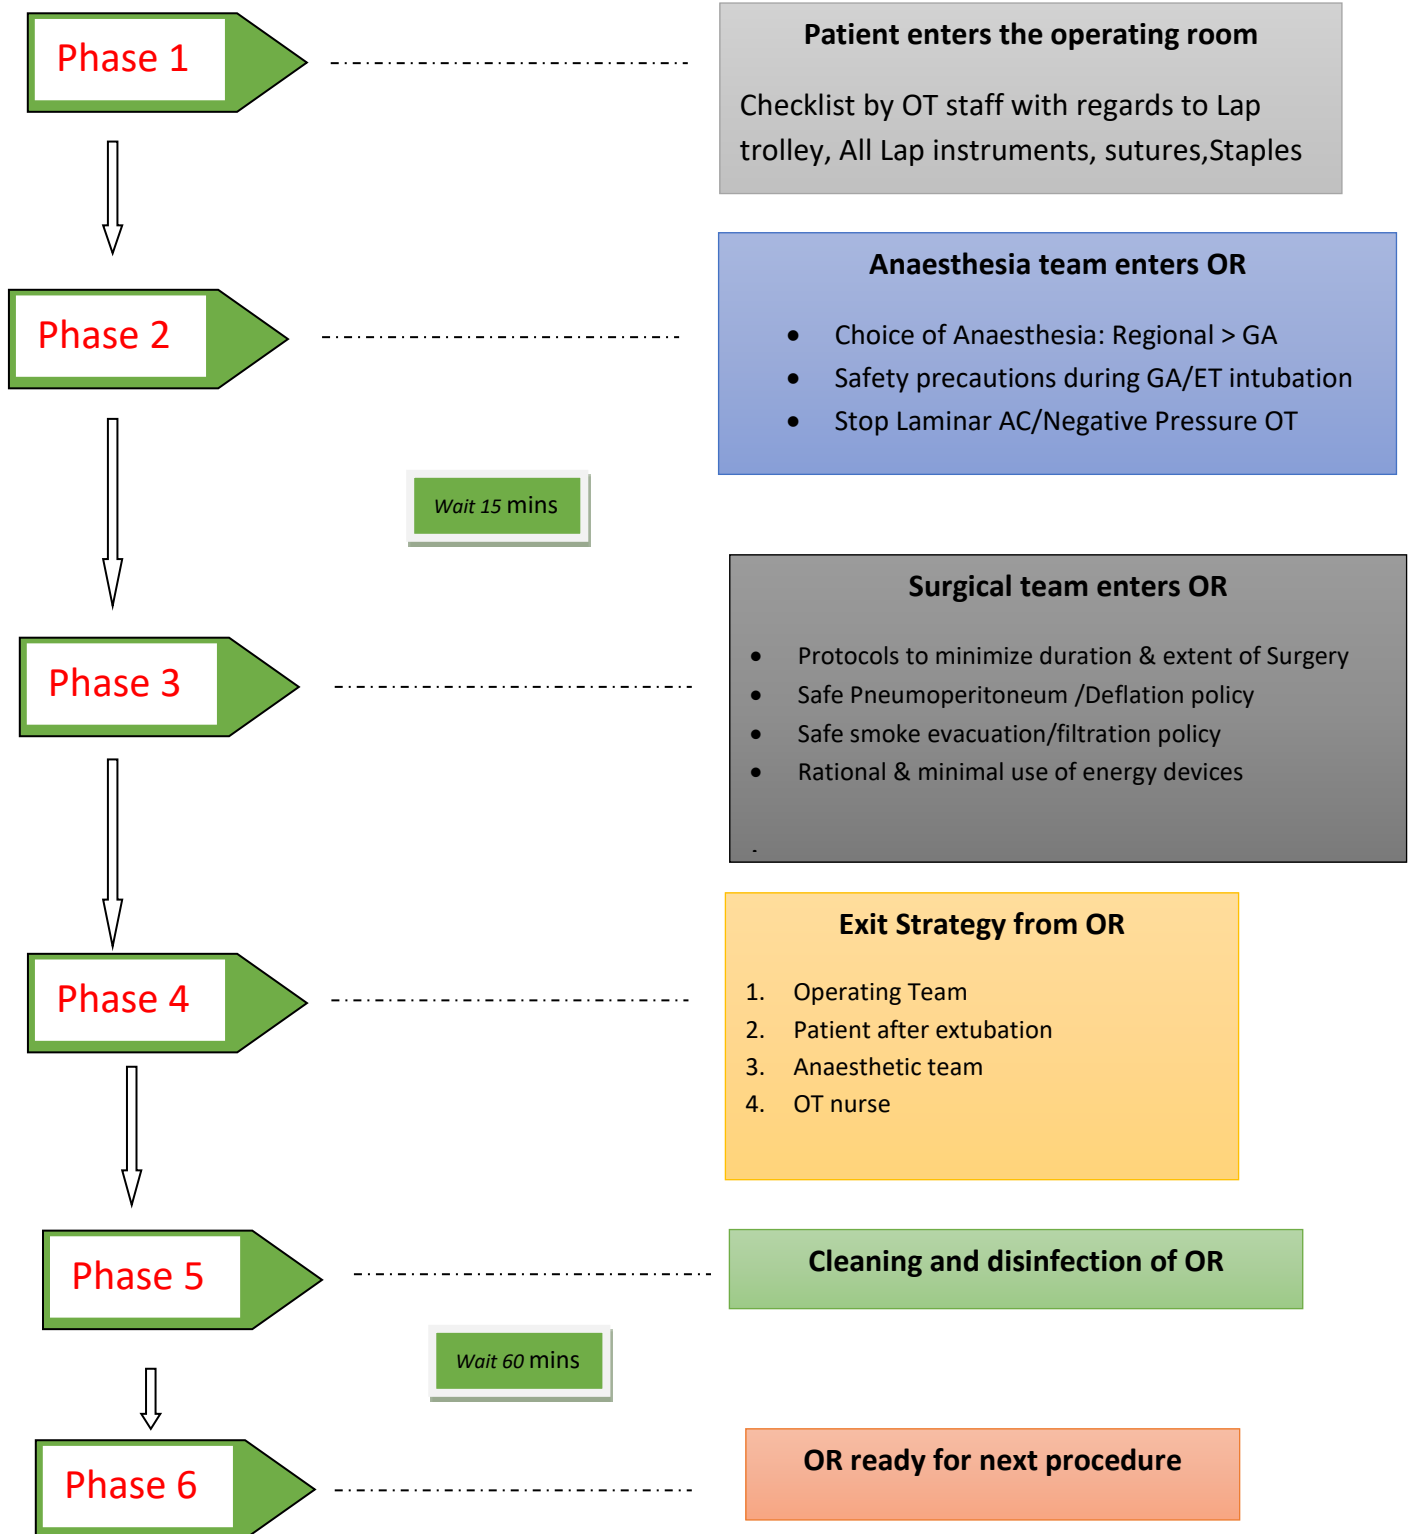 Phase 1
Patient enters the operating room
Checklist by OT staff with regards to Lap
trolley, All Lap instruments, sutures,Staples
Phase 2
Anaesthesia team enters OR
• Choice of Anaesthesia: Regional > GA
• Safety precautions during GA/ET intubation
• Stop Laminar AC/Negative Pressure OT
Wait 15 mins
Phase 3
Surgical team enters OR
• Protocols to minimize duration & extent of Surgery
• Safe Pneumoperitoneum /Deflation policy
• Safe smoke evacuation/filtration policy
• Rational & minimal use of energy devices
.
Phase 4
Exit Strategy from OR
1. Operating Team
2. Patient after extubation
3. Anaesthetic team
4. OT nurse
Phase 5
Cleaning and disinfection of OR
Wait 60 mins
Phase 6
OR ready for next procedure